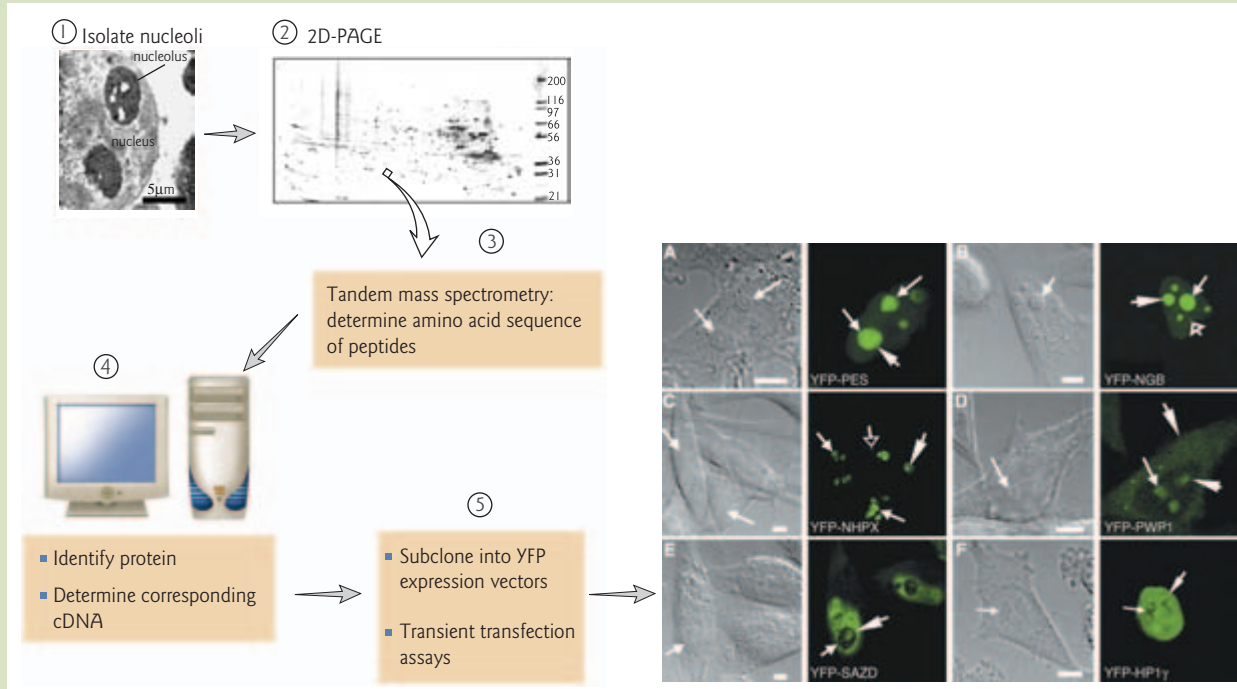 ① Isolate nucleoli
nucleolus
nucleus
5μm
② 2D-PAGE
200
116
97
66
56
36
31
21
③
Tandem mass spectrometry:
determine amino acid sequence
of peptides
④
▪ Identify protein
▪ Determine corresponding
cDNA
⑤
▪ Subclone into YFP
expression vectors
▪ Transient transfection
assays
A
YFP-PES
B
YFP-NGB
C
YFP-NHPX
D
YFP-PWP1
E
YFP-SAZD
F
YFP-HP1γ